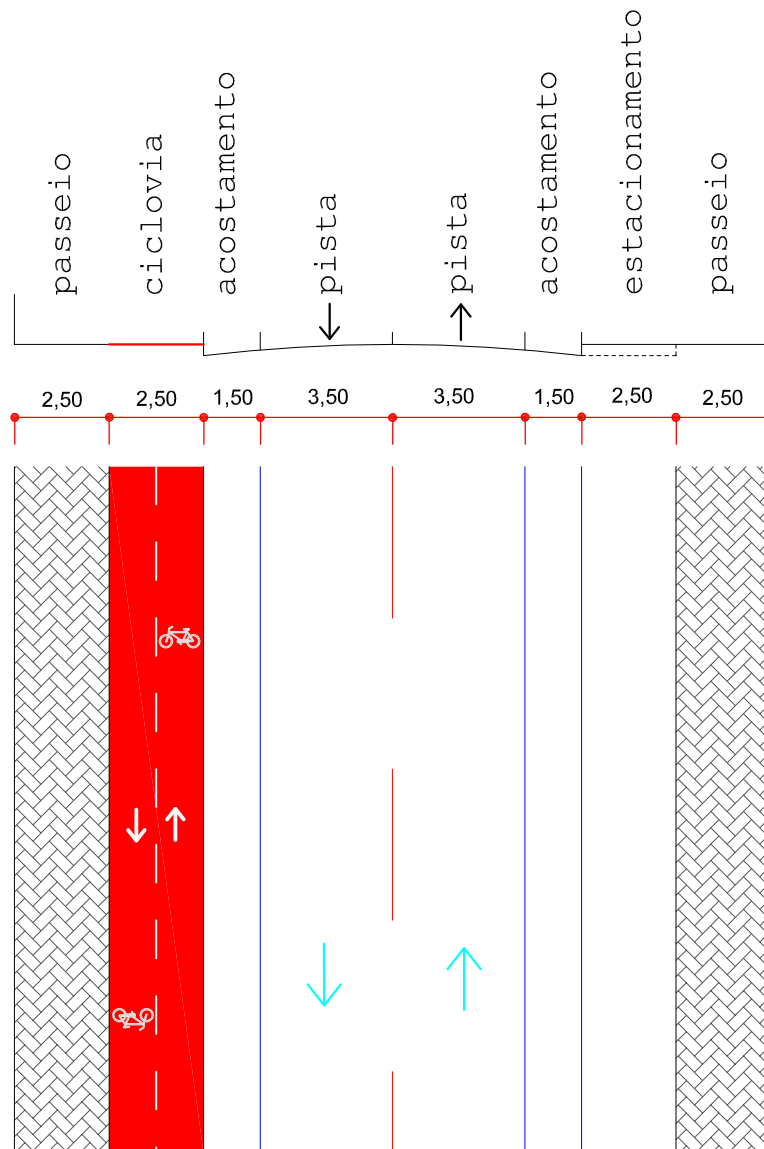 passeio
ciclovia
acostamento
pista
pista
acostamento
estacionamento
passeio
2,50
2,50
1,50
3,50
3,50
1,50
2,50
2,50